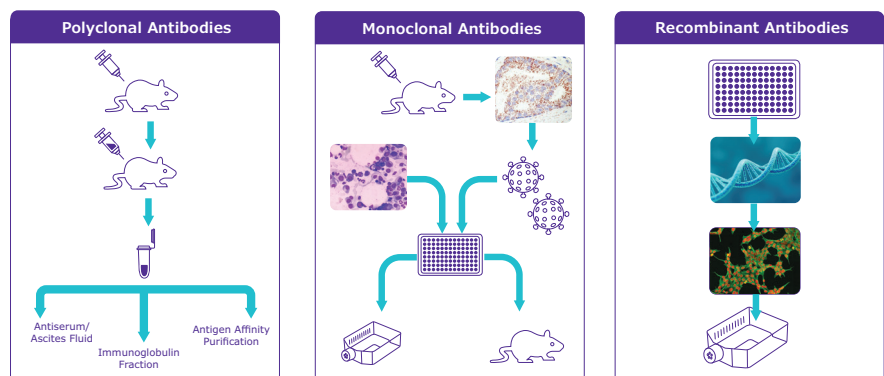 Polyclonal Antibodies
Antiserum/
Ascites Fluid
Immunoglobulin
Fraction
Antigen Affinity
Purification
Monoclonal Antibodies
Recombinant Antibodies